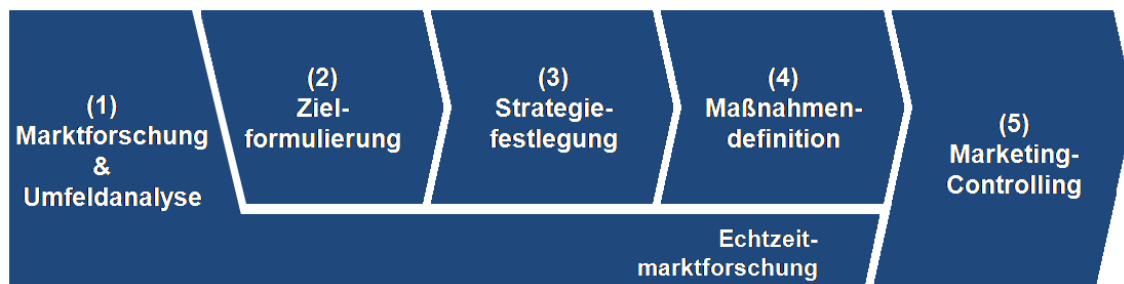 (1)
Marktforschung
&
Umfeldanalyse
(2)
Ziel-
formulierung
(3)
Strategie-
festlegung
(4)
Maßnahmen-
definition
(5)
Marketing-
Controlling
Echtzeit-
marktforschung